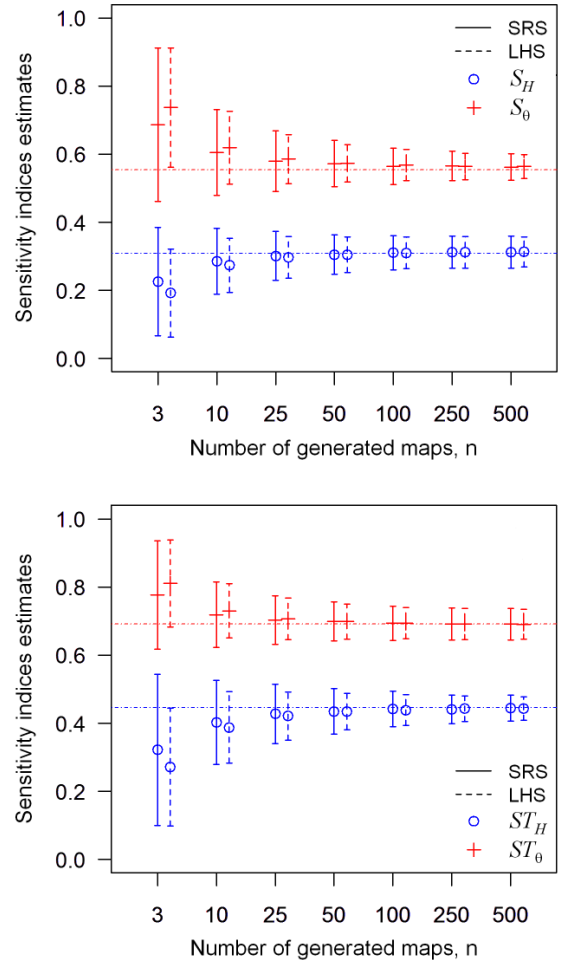 1.0
0.8
0.6
0.4
0.2
0.0
Sensitivity indices estimates
SRS
LHS
S_H
S_θ
3 10 25 50 100 250 500
Number of generated maps, n
1.0
0.8
0.6
0.4
0.2
0.0
Sensitivity indices estimates
SRS
LHS
ST_H
ST_θ
3 10 25 50 100 250 500
Number of generated maps, n